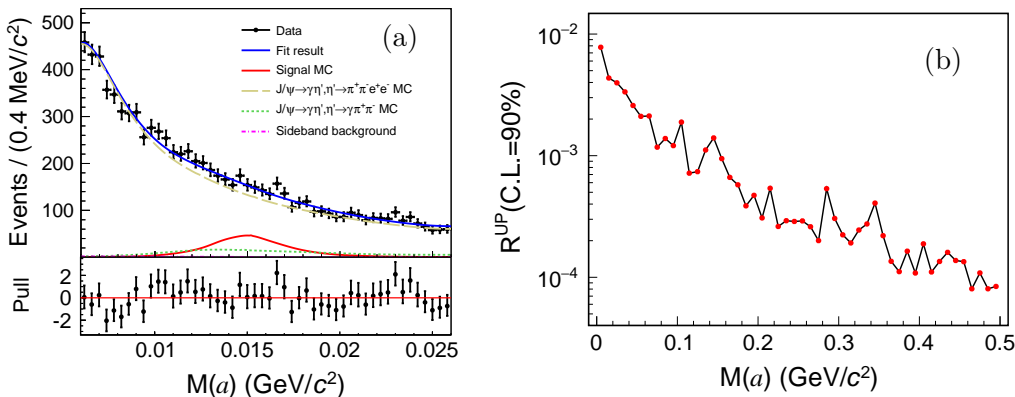 500
400
300
200
100
Events / (0.4 MeV/c²)
(a)
Data
Fit result
Signal MC
J/ψ→γη′,η′→π⁺π⁻e⁺e⁻ MC
J/ψ→γη′,η′→γπ⁺π⁻ MC
Sideband background
2
0
-2
Pull
0.01 0.015 0.02 0.025
M(a) (GeV/c²)
(b)
10⁻²
10⁻³
10⁻⁴
R^UP(C.L.=90%)
0 0.1 0.2 0.3 0.4 0.5
M(a) (GeV/c²)